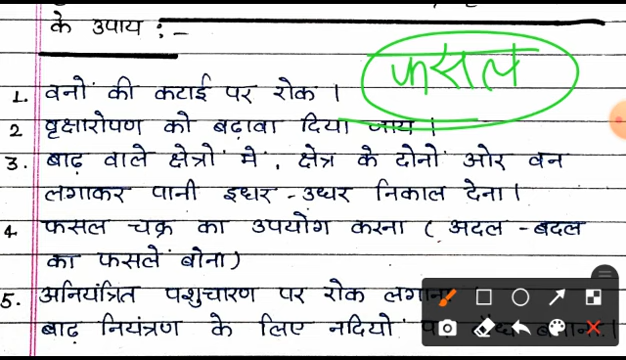 के उपाय :-
फसल
1. वनों की कटाई पर रोक ।
2 वृक्षारोपण को बढ़ावा दिया जाय ।
3. बाढ़ वाले क्षेत्रों में, क्षेत्र के दोनों ओर वन
लगाकर पानी इधर - उधर निकाल देना ।
4. फसल चक्र का उपयोग करना ( अदल - बदल
का फसलें बोना )
5. अनियंत्रित पशुचारण पर रोक लगाना
बाढ़ नियंत्रण के लिए नदियों